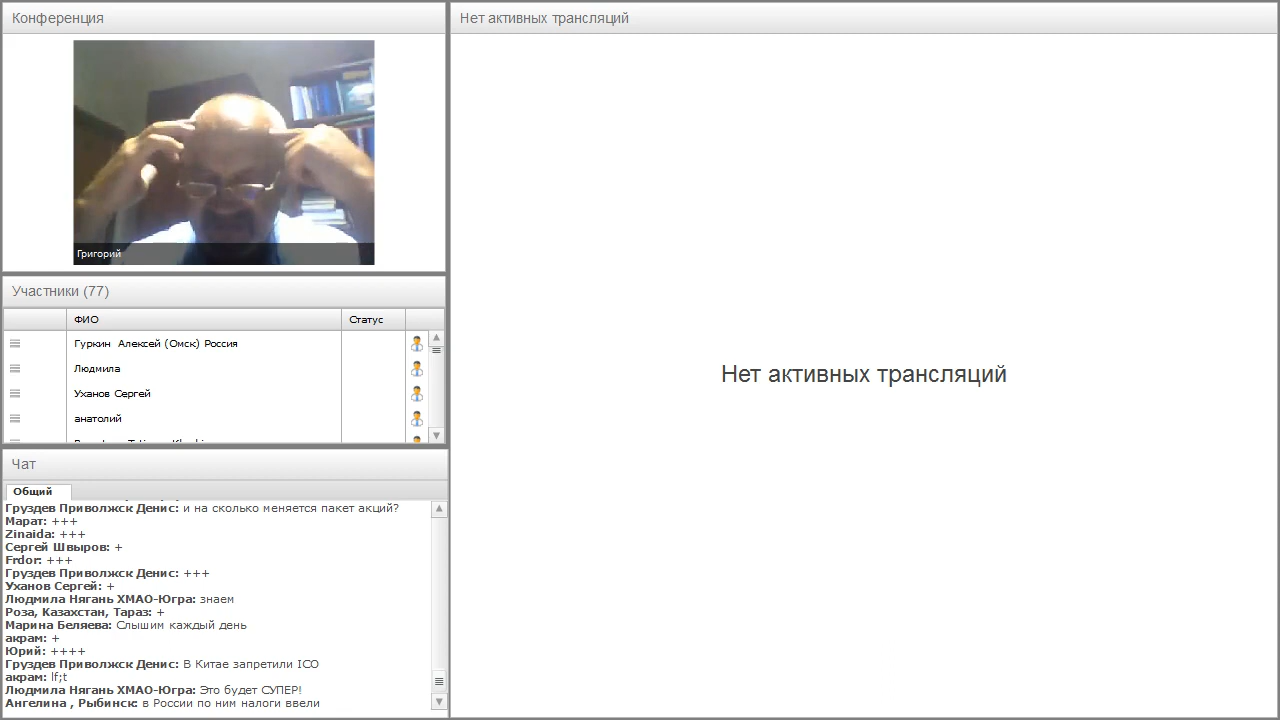 Конференция
Григорий
Участники (77)
ФИО Статус
Гуркин Алексей (Омск) Россия
Людмила
Уханов Сергей
анатолий
Чат
Общий
Груздев Приволжск Денис: и на сколько меняется пакет акций?
Марат: +++
Zinaida: +++
Сергей Швыров: +
Frdor: +++
Груздев Приволжск Денис: +++
Уханов Сергей: +
Людмила Нягань ХМАО-Югра: знаем
Роза, Казахстан, Тараз: +
Марина Беляева: Слышим каждый день
акрам: +
Юрий: ++++
Груздев Приволжск Денис: В Китае запретили ICO
акрам: lf;t
Людмила Нягань ХМАО-Югра: Это будет СУПЕР!
Ангелина , Рыбинск: в России по ним налоги ввели
Нет активных трансляций
Нет активных трансляций